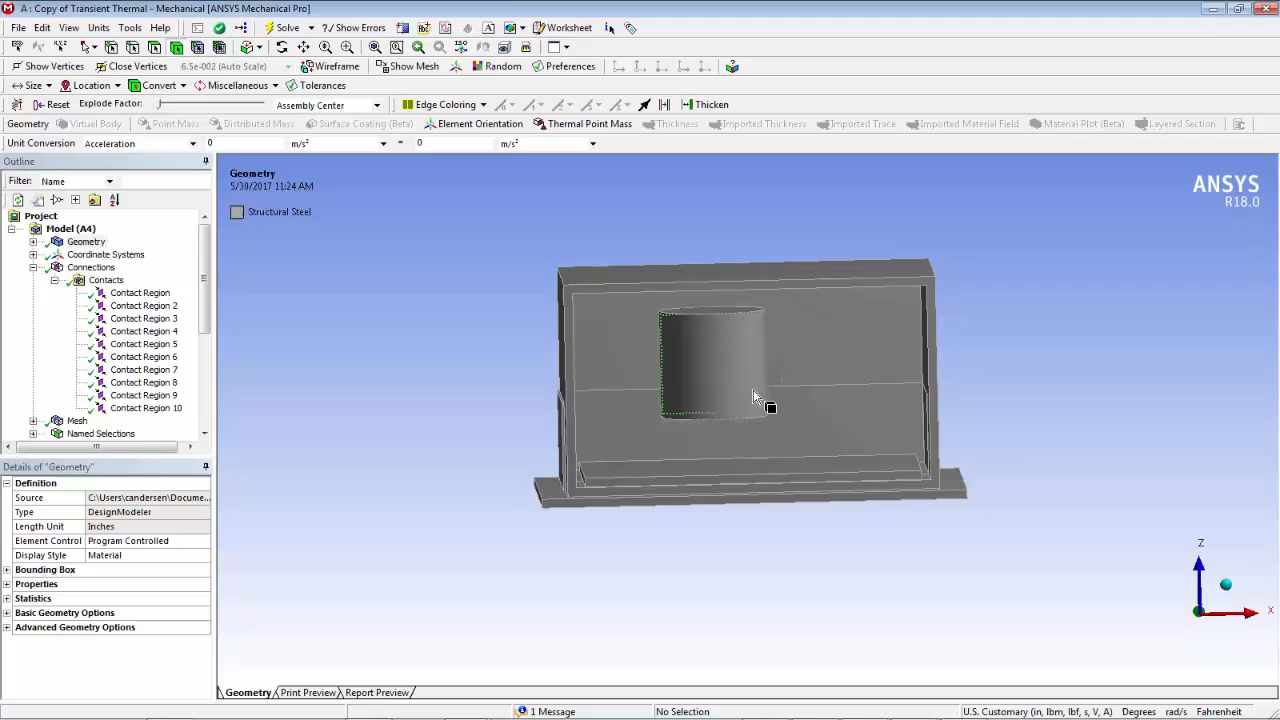 A : Copy of Transient Thermal - Mechanical [ANSYS Mechanical Pro]
File Edit View Units Tools Help Solve ?/ Show Errors Worksheet
Show Vertices Close Vertices 6.5e-002 (Auto Scale) Wireframe Show Mesh Random Preferences
Size Location Convert Miscellaneous Tolerances
Reset Explode Factor: Assembly Center Edge Coloring Thicken
Geometry Virtual Body Point Mass Distributed Mass Surface Coating (Beta) Element Orientation Thermal Point Mass Thickness Imported Thickness Imported Trace Imported Material Field Material Plot (Beta) Layered Section
Unit Conversion Acceleration 0 m/s² = 0 m/s²
Outline
Filter: Name
Project
Model (A4)
Geometry
Coordinate Systems
Connections
Contacts
Contact Region
Contact Region 2
Contact Region 3
Contact Region 4
Contact Region 5
Contact Region 6
Contact Region 7
Contact Region 8
Contact Region 9
Contact Region 10
Mesh
Named Selections
Details of "Geometry"
Definition
Source C:\Users\candersen\Docume...
Type DesignModeler
Length Unit Inches
Element Control Program Controlled
Display Style Material
Bounding Box
Properties
Statistics
Basic Geometry Options
Advanced Geometry Options
Geometry
5/30/2017 11:24 AM
Structural Steel
ANSYS
R18.0
Z
X
Geometry Print Preview Report Preview
1 Message No Selection U.S. Customary (in, lbm, lbf, s, V, A) Degrees rad/s Fahrenheit